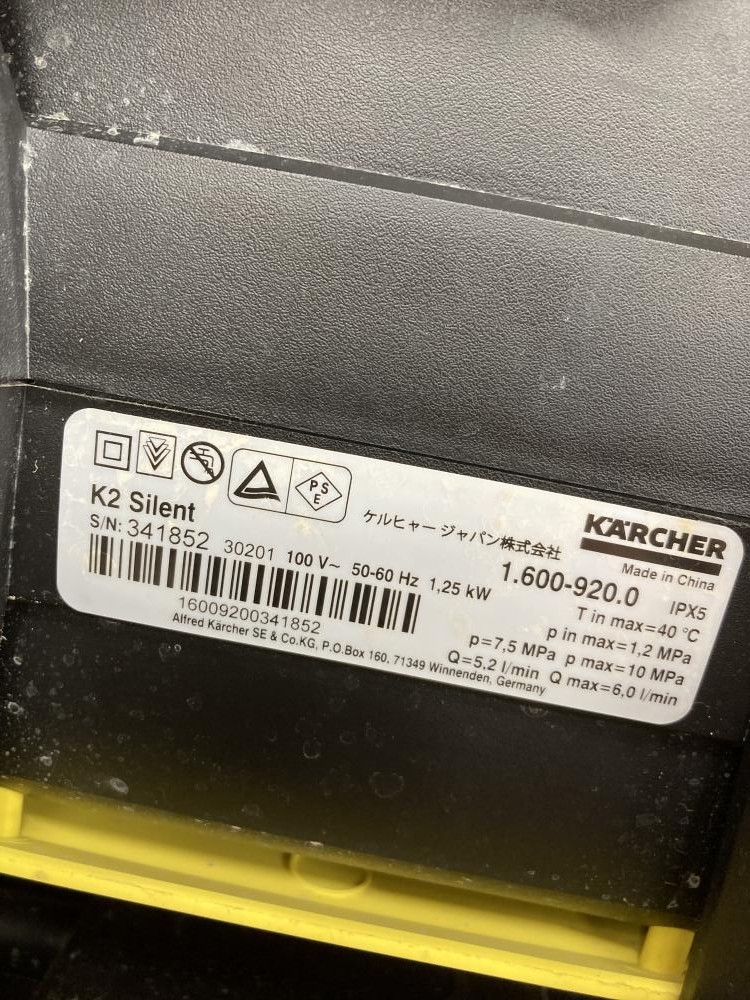 PS
E
K2 Silent
ケルヒャー ジャパン株式会社
KÄRCHER
Made in China
S/N: 341852 30201 100 V~ 50-60 Hz 1,25 kW
1.600-920.0 IPX5
T in max=40 °C
p in max=1,2 MPa
p=7,5 MPa p max=10 MPa
Q=5,2 l/min Q max=6,0 l/min
16009200341852
Alfred Kärcher SE & Co.KG, P.O.Box 160, 71349 Winnenden, Germany